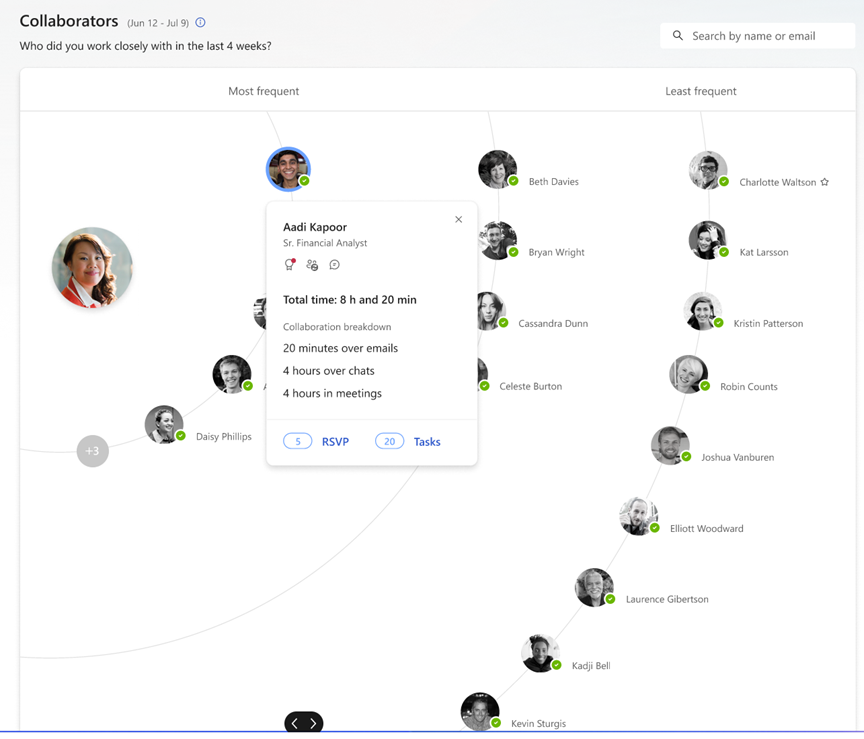 Collaborators (Jun 12 - Jul 9)
Who did you work closely with in the last 4 weeks?
Search by name or email
Most frequent
Least frequent
Beth Davies
Charlotte Waltson
Aadi Kapoor
Sr. Financial Analyst
Bryan Wright
Kat Larsson
Total time: 8 h and 20 min
Collaboration breakdown
20 minutes over emails
4 hours over chats
4 hours in meetings
Cassandra Dunn
Kristin Patterson
Celeste Burton
Robin Counts
Daisy Phillips
+3
5 RSVP
20 Tasks
Joshua Vanburen
Elliott Woodward
Laurence Gibertson
Kadji Bell
Kevin Sturgis